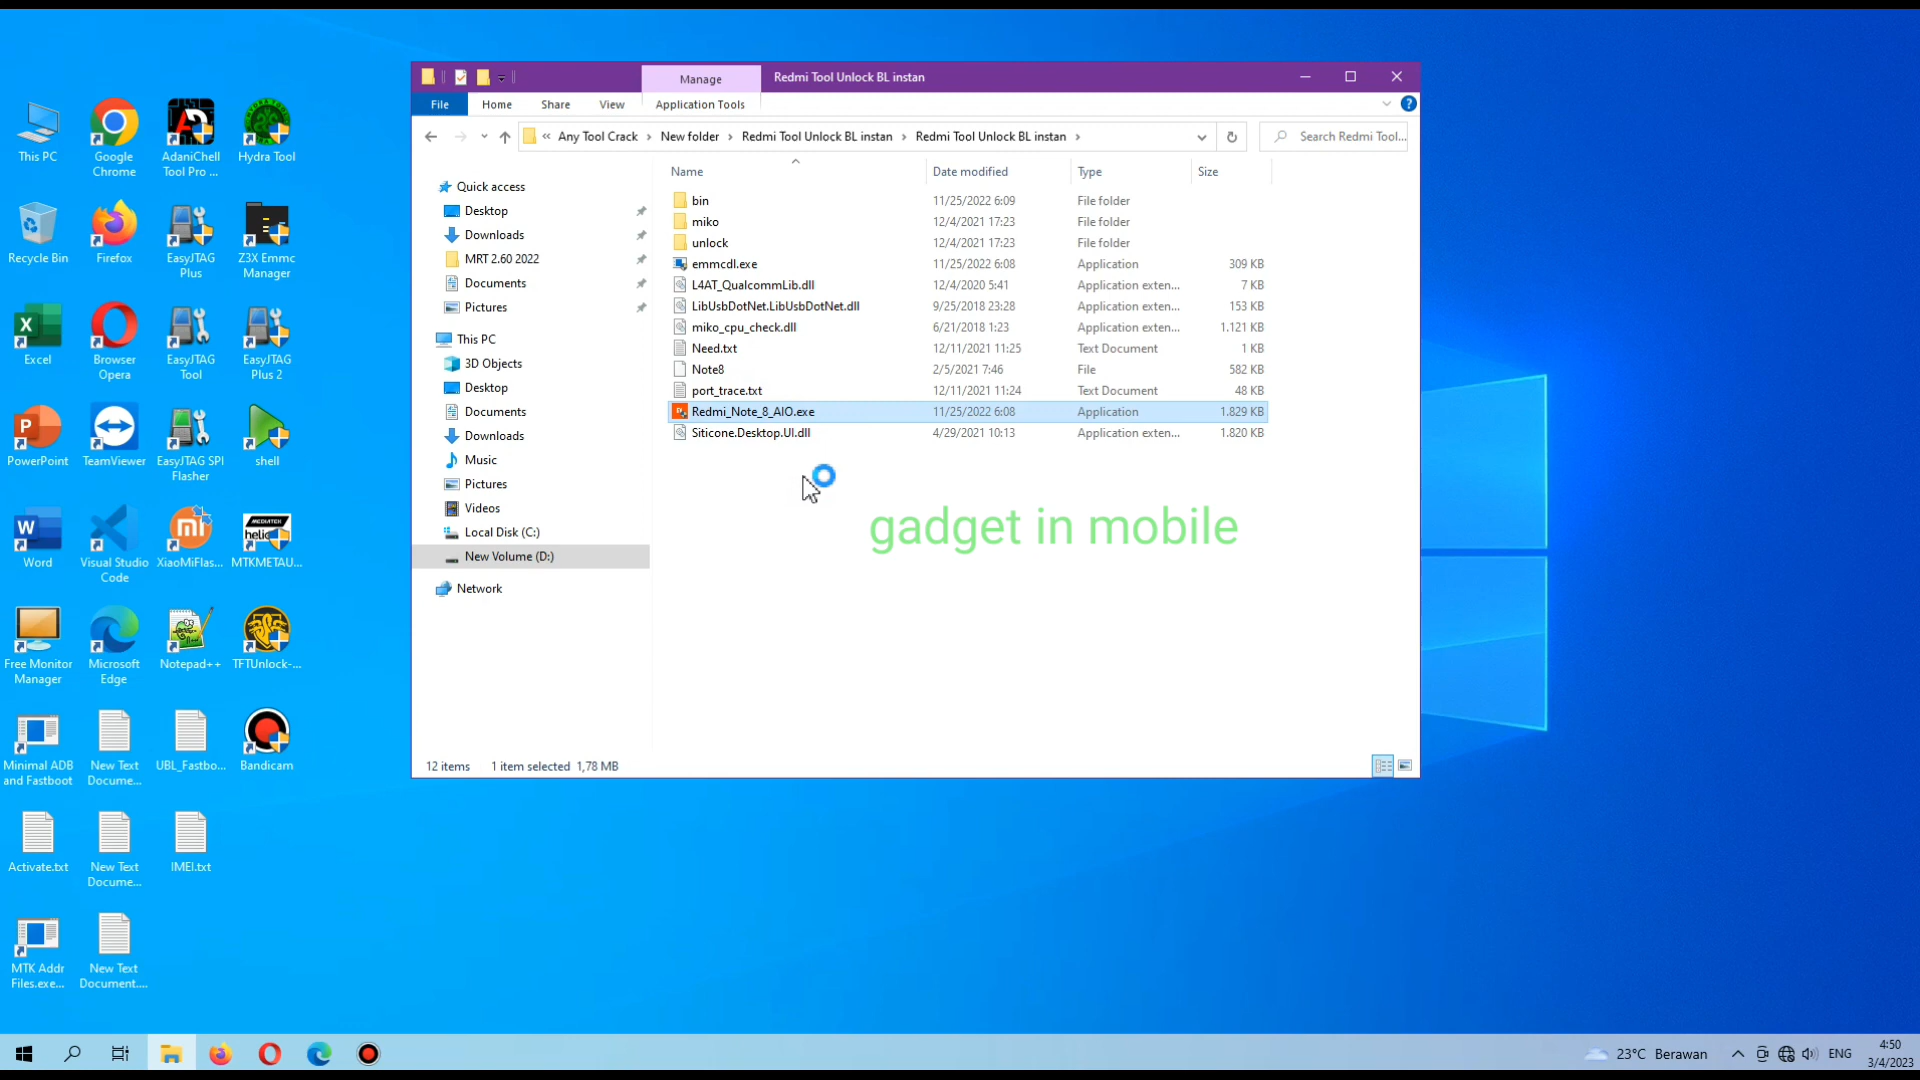 Manage
Redmi Tool Unlock BL instan
File
Home
Share
View
Application Tools
« Any Tool Crack > New folder > Redmi Tool Unlock BL instan > Redmi Tool Unlock BL instan >
Search Redmi Tool...
Name
Date modified
Type
Size
Quick access
Desktop
Downloads
MRT 2.60 2022
Documents
Pictures
This PC
3D Objects
Desktop
Documents
Downloads
Music
Pictures
Videos
Local Disk (C:)
New Volume (D:)
Network
bin 11/25/2022 6:09 File folder
miko 12/4/2021 17:23 File folder
unlock 12/4/2021 17:23 File folder
emmcdl.exe 11/25/2022 6:08 Application 309 KB
L4AT_QualcommLib.dll 12/4/2020 5:41 Application exten... 7 KB
LibUsbDotNet.LibUsbDotNet.dll 9/25/2018 23:28 Application exten... 153 KB
miko_cpu_check.dll 6/21/2018 1:23 Application exten... 1.121 KB
Need.txt 12/11/2021 11:25 Text Document 1 KB
Note8 2/5/2021 7:46 File 582 KB
port_trace.txt 12/11/2021 11:24 Text Document 48 KB
Redmi_Note_8_AIO.exe 11/25/2022 6:08 Application 1.829 KB
Siticone.Desktop.UI.dll 4/29/2021 10:13 Application exten... 1.820 KB
gadget in mobile
12 items 1 item selected 1,78 MB
This PC
Google
Chrome
AdaniChell
Tool Pro ...
Hydra Tool
Recycle Bin
Firefox
EasyJTAG
Plus
Z3X Emmc
Manager
Excel
Browser
Opera
EasyJTAG
Tool
EasyJTAG
Plus 2
PowerPoint
TeamViewer
EasyJTAG SPI
Flasher
shell
Word
Visual Studio
Code
XiaoMiFlas...
MEDIATEK
helio
MTKMETAU...
Free Monitor
Manager
Microsoft
Edge
Notepad++
TFTUnlock-...
Minimal ADB
and Fastboot
New Text
Docume...
UBL_Fastbo...
Bandicam
Activate.txt
New Text
Docume...
IMEI.txt
MTK Addr
Files.exe...
New Text
Document....
23°C Berawan
ENG
4:50
3/4/2023